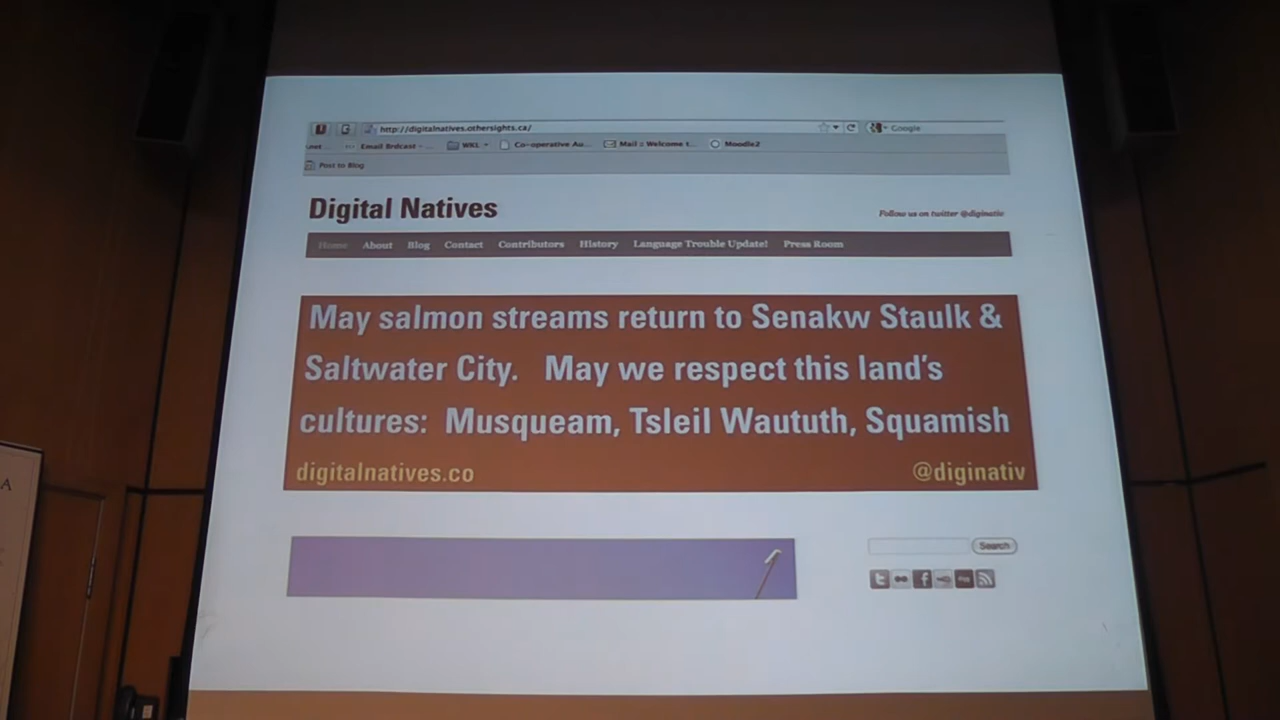 http://digitalnatives.othersights.ca/
Google
Email Brdcast - ...
WKL
Co-operative Au...
Mail :: Welcome t...
Moodle2
Post to Blog
Digital Natives
Follow us on twitter @diginativ
Home About Blog Contact Contributors History Language Trouble Update! Press Room
May salmon streams return to Senakw Staulk &
Saltwater City. May we respect this land's
cultures: Musqueam, Tsleil Waututh, Squamish
digitalnatives.co
@diginativ
Search
A